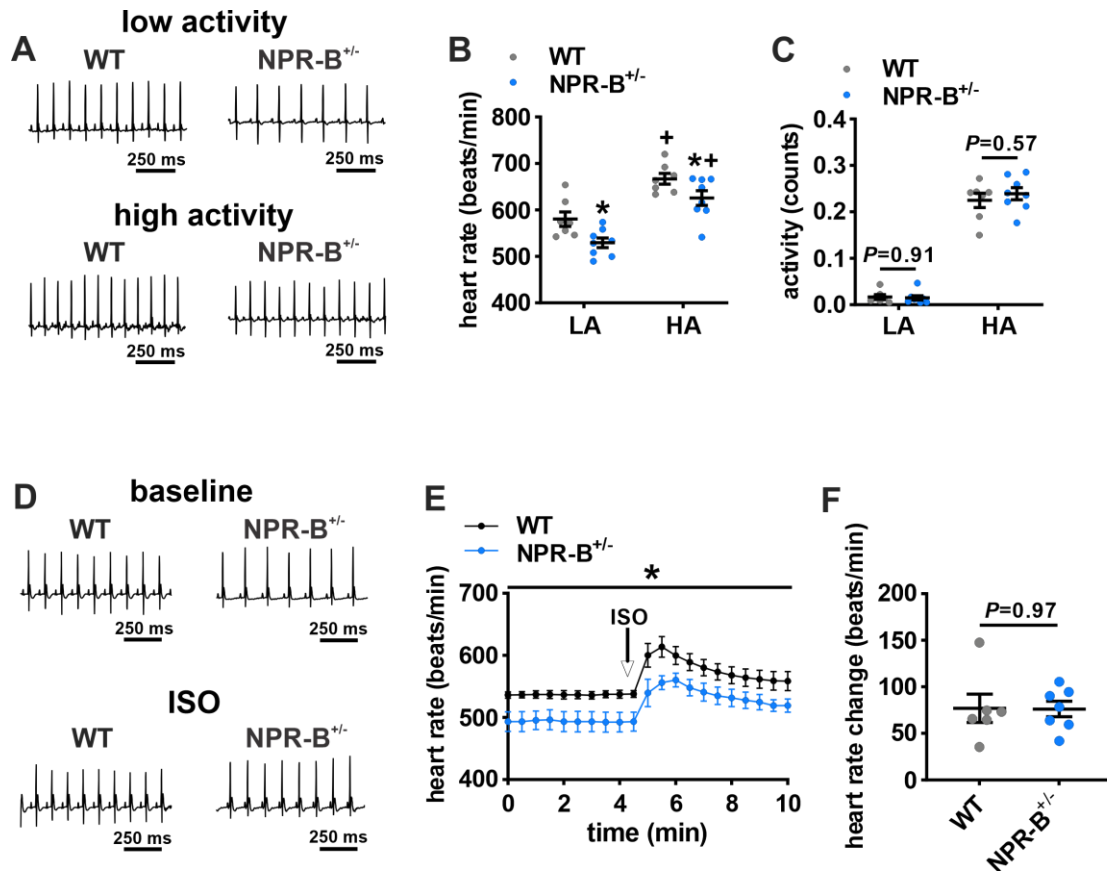 A
low activity
WT
NPR-B+/-
250 ms
250 ms
high activity
WT
NPR-B+/-
250 ms
250 ms
B
WT
NPR-B+/-
heart rate (beats/min)
800
700
600
500
400
+
*+
*
LA
HA
C
WT
NPR-B+/-
activity (counts)
0.4
0.3
0.2
0.1
0.0
P=0.57
P=0.91
LA
HA
D
baseline
WT
NPR-B+/-
250 ms
250 ms
ISO
WT
NPR-B+/-
250 ms
250 ms
E
WT
NPR-B+/-
heart rate (beats/min)
700
600
500
400
*
ISO
0
2
4
6
8
10
time (min)
F
heart rate change (beats/min)
200
150
100
50
0
P=0.97
WT
NPR-B+/-